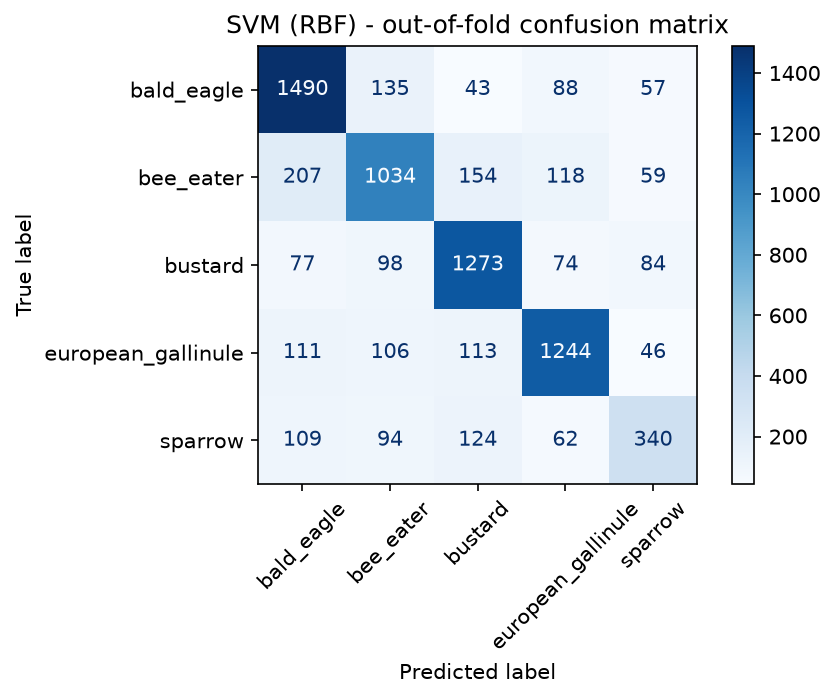 SVM (RBF) - out-of-fold confusion matrix
True label
bald_eagle 1490 135 43 88 57
bee_eater 207 1034 154 118 59
bustard 77 98 1273 74 84
european_gallinule 111 106 113 1244 46
sparrow 109 94 124 62 340
bald_eagle bee_eater bustard european_gallinule sparrow
Predicted label
1400
1200
1000
800
600
400
200